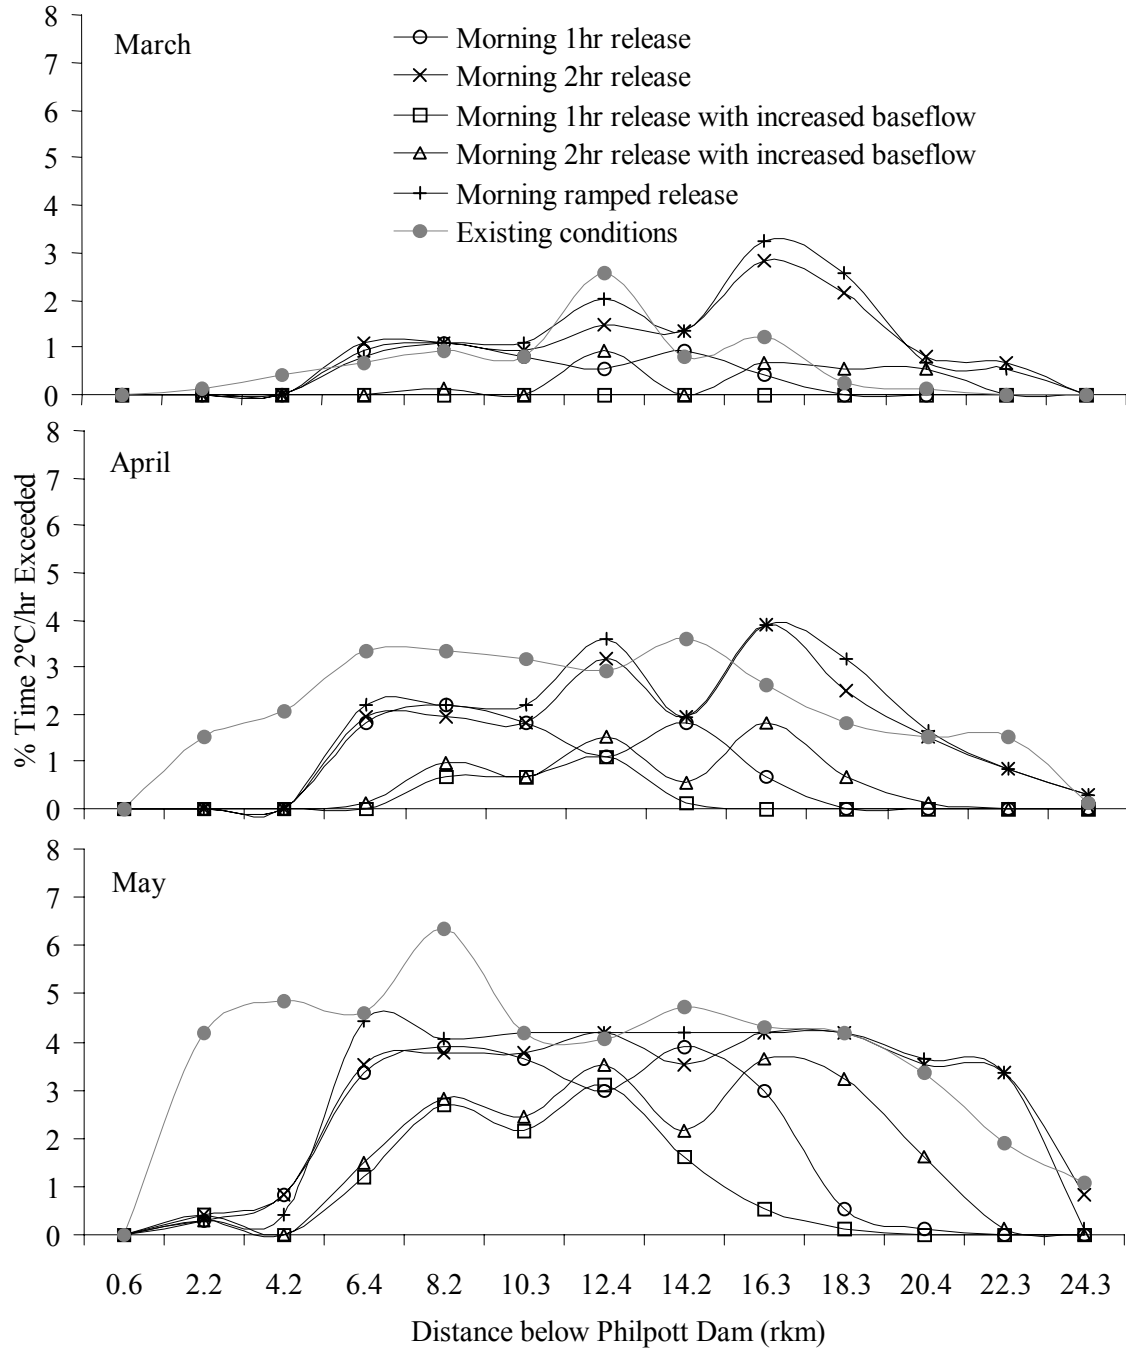 8
7
6
5
4
3
2
1
0
March
Morning 1hr release
Morning 2hr release
Morning 1hr release with increased baseflow
Morning 2hr release with increased baseflow
Morning ramped release
Existing conditions
% Time 2ºC/hr Exceeded
8
7
6
5
4
3
2
1
0
April
8
7
6
5
4
3
2
1
0
May
0.6 2.2 4.2 6.4 8.2 10.3 12.4 14.2 16.3 18.3 20.4 22.3 24.3
Distance below Philpott Dam (rkm)